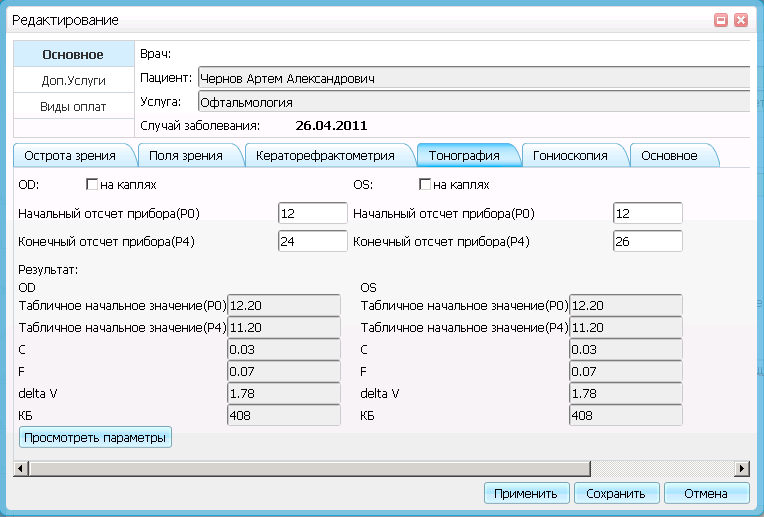 Редактирование
Основное
Доп.Услуги
Виды оплат
Врач:
Пациент: Чернов Артем Александрович
Услуга: Офтальмология
Случай заболевания: 26.04.2011
Острота зрения Поля зрения Кераторефрактометрия Тонография Гониоскопия Основное
OD: на каплях OS: на каплях
Начальный отсчет прибора(P0) 12 Начальный отсчет прибора(P0) 12
Конечный отсчет прибора(P4) 24 Конечный отсчет прибора(P4) 26
Результат:
OD OS
Табличное начальное значение(P0) 12.20 Табличное начальное значение(P0) 12.20
Табличное начальное значение(P4) 11.20 Табличное начальное значение(P4) 11.20
C 0.03 C 0.03
F 0.07 F 0.07
delta V 1.78 delta V 1.78
КБ 408 КБ 408
Просмотреть параметры
Применить Сохранить Отмена